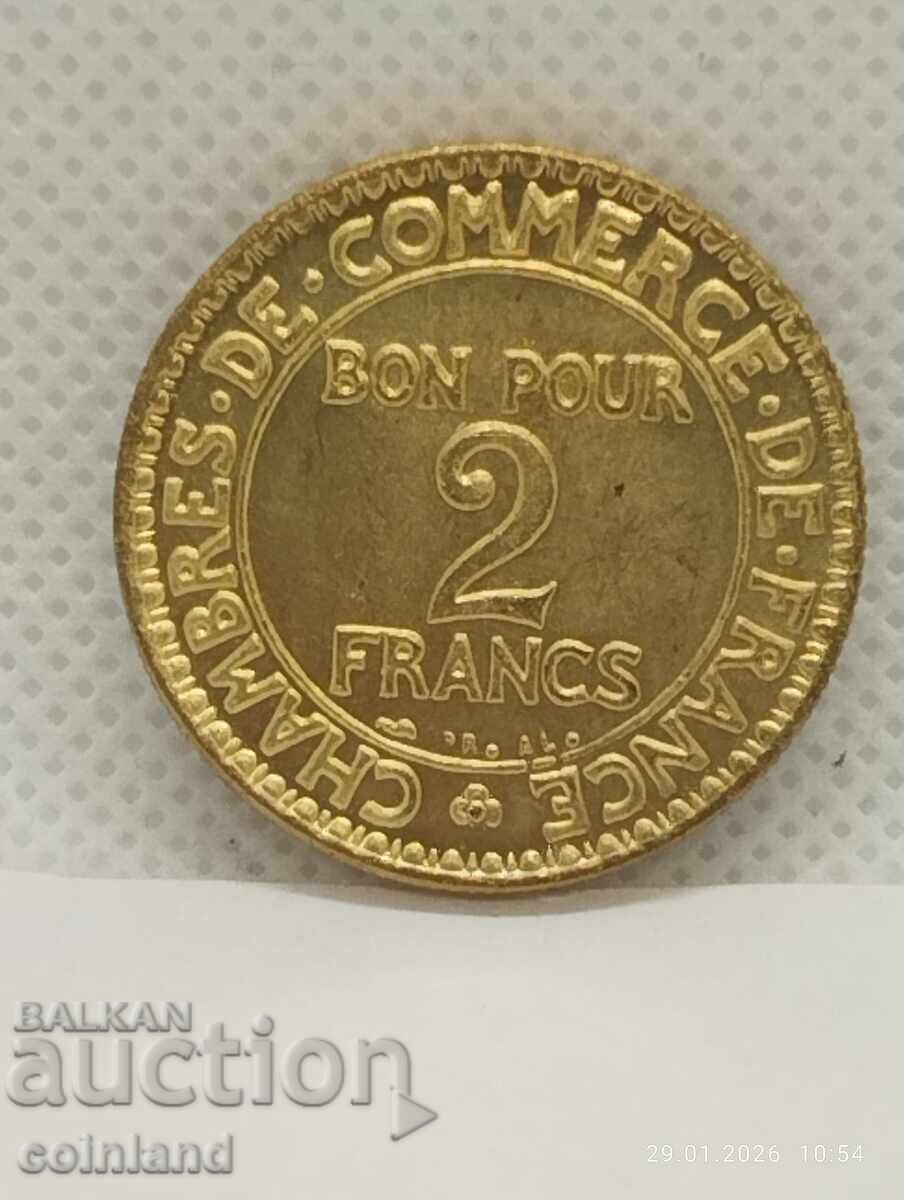 CHAMBRES·DE·COMMERCE·DE·FRANCE
BON POUR
2
FRANCS
BALKAN
auction
coinland
29.01.2026 10:54